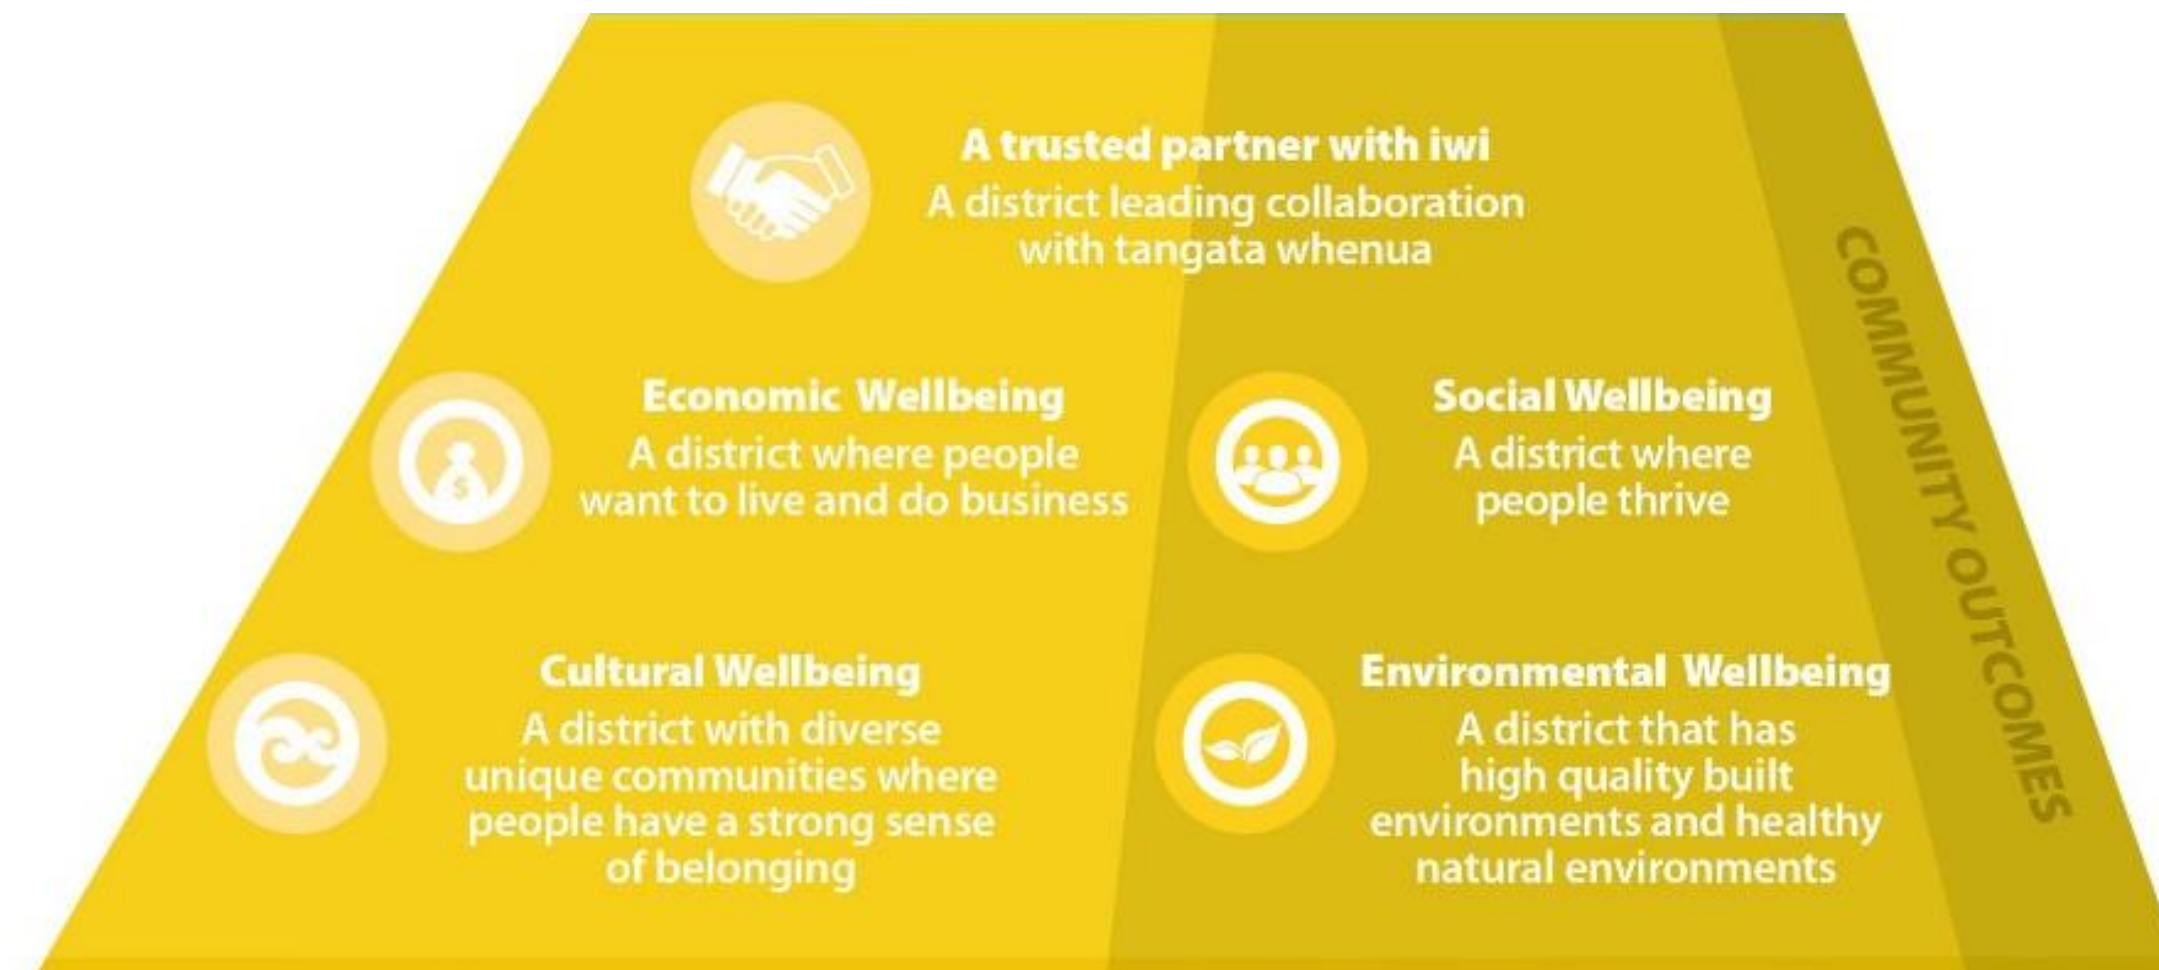 A trusted partner with iwi
A district leading collaboration
with tangata whenua
Economic Wellbeing
A district where people
want to live and do business
$
Social Wellbeing
A district where
people thrive
Cultural Wellbeing
A district with diverse
unique communities where
people have a strong sense
of belonging
Environmental Wellbeing
A district that has
high quality built
environments and healthy
natural environments
COMMUNITY OUTCOMES